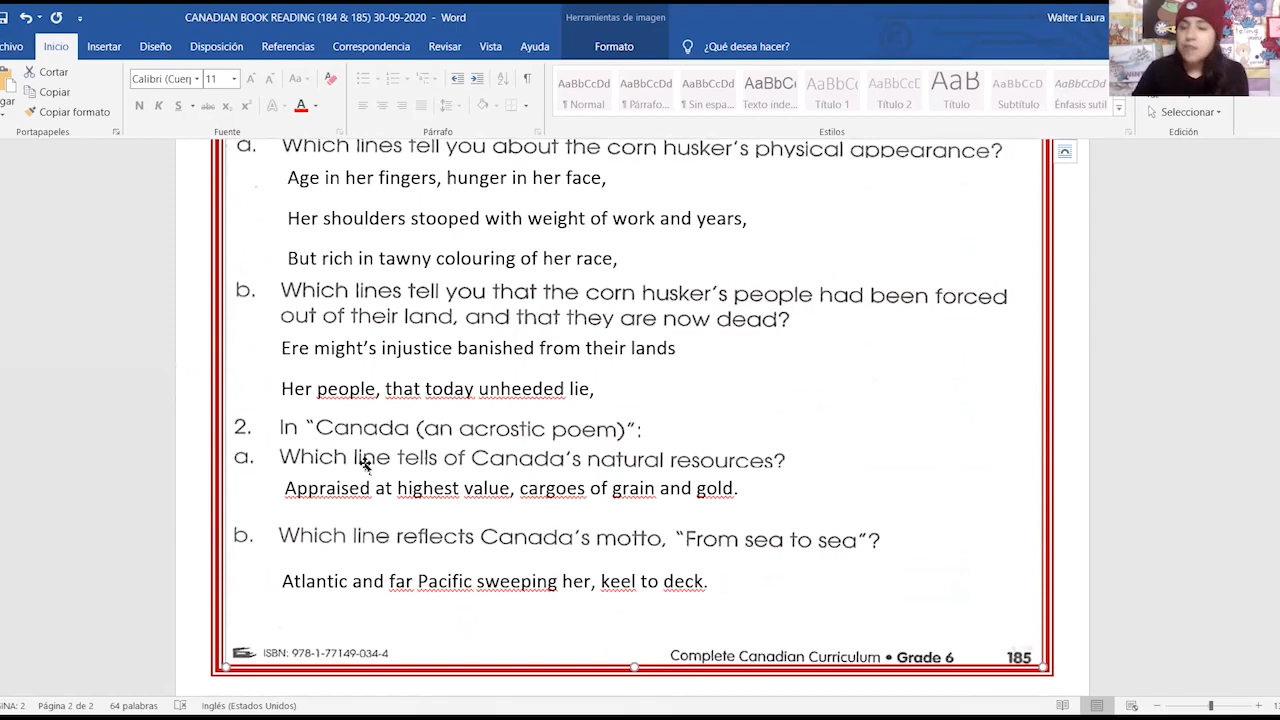 CANADIAN BOOK READING (184 & 185) 30-09-2020 - Word
Herramientas de imagen
Walter Laura
Inicio Insertar Diseño Disposición Referencias Correspondencia Revisar Vista Ayuda Formato ¿Qué desea hacer?
Cortar
Copiar
Copiar formato
Portapapeles
Calibri (Cuerp 11
Fuente
Párrafo
AaBbCcDd AaBbCcDd AaBbCcDd AaBbC AaBbCc AaBbCcD AaB AaBbCcD AaBbCcDd
¶ Normal ¶ Párrafo... ¶ Sin espa... Texto inde... Título 1 Título 2 Título Subtítulo Énfasis sutil
Estilos
Seleccionar
Edición
a. Which lines tell you about the corn husker's physical appearance?
Age in her fingers, hunger in her face,
Her shoulders stooped with weight of work and years,
But rich in tawny colouring of her race,
b. Which lines tell you that the corn husker's people had been forced
out of their land, and that they are now dead?
Ere might's injustice banished from their lands
Her people, that today unheeded lie,
2. In "Canada (an acrostic poem)":
a. Which line tells of Canada's natural resources?
Appraised at highest value, cargoes of grain and gold.
b. Which line reflects Canada's motto, "From sea to sea"?
Atlantic and far Pacific sweeping her, keel to deck.
ISBN: 978-1-77149-034-4
Complete Canadian Curriculum • Grade 6 185
Página 2 de 2 64 palabras Inglés (Estados Unidos)